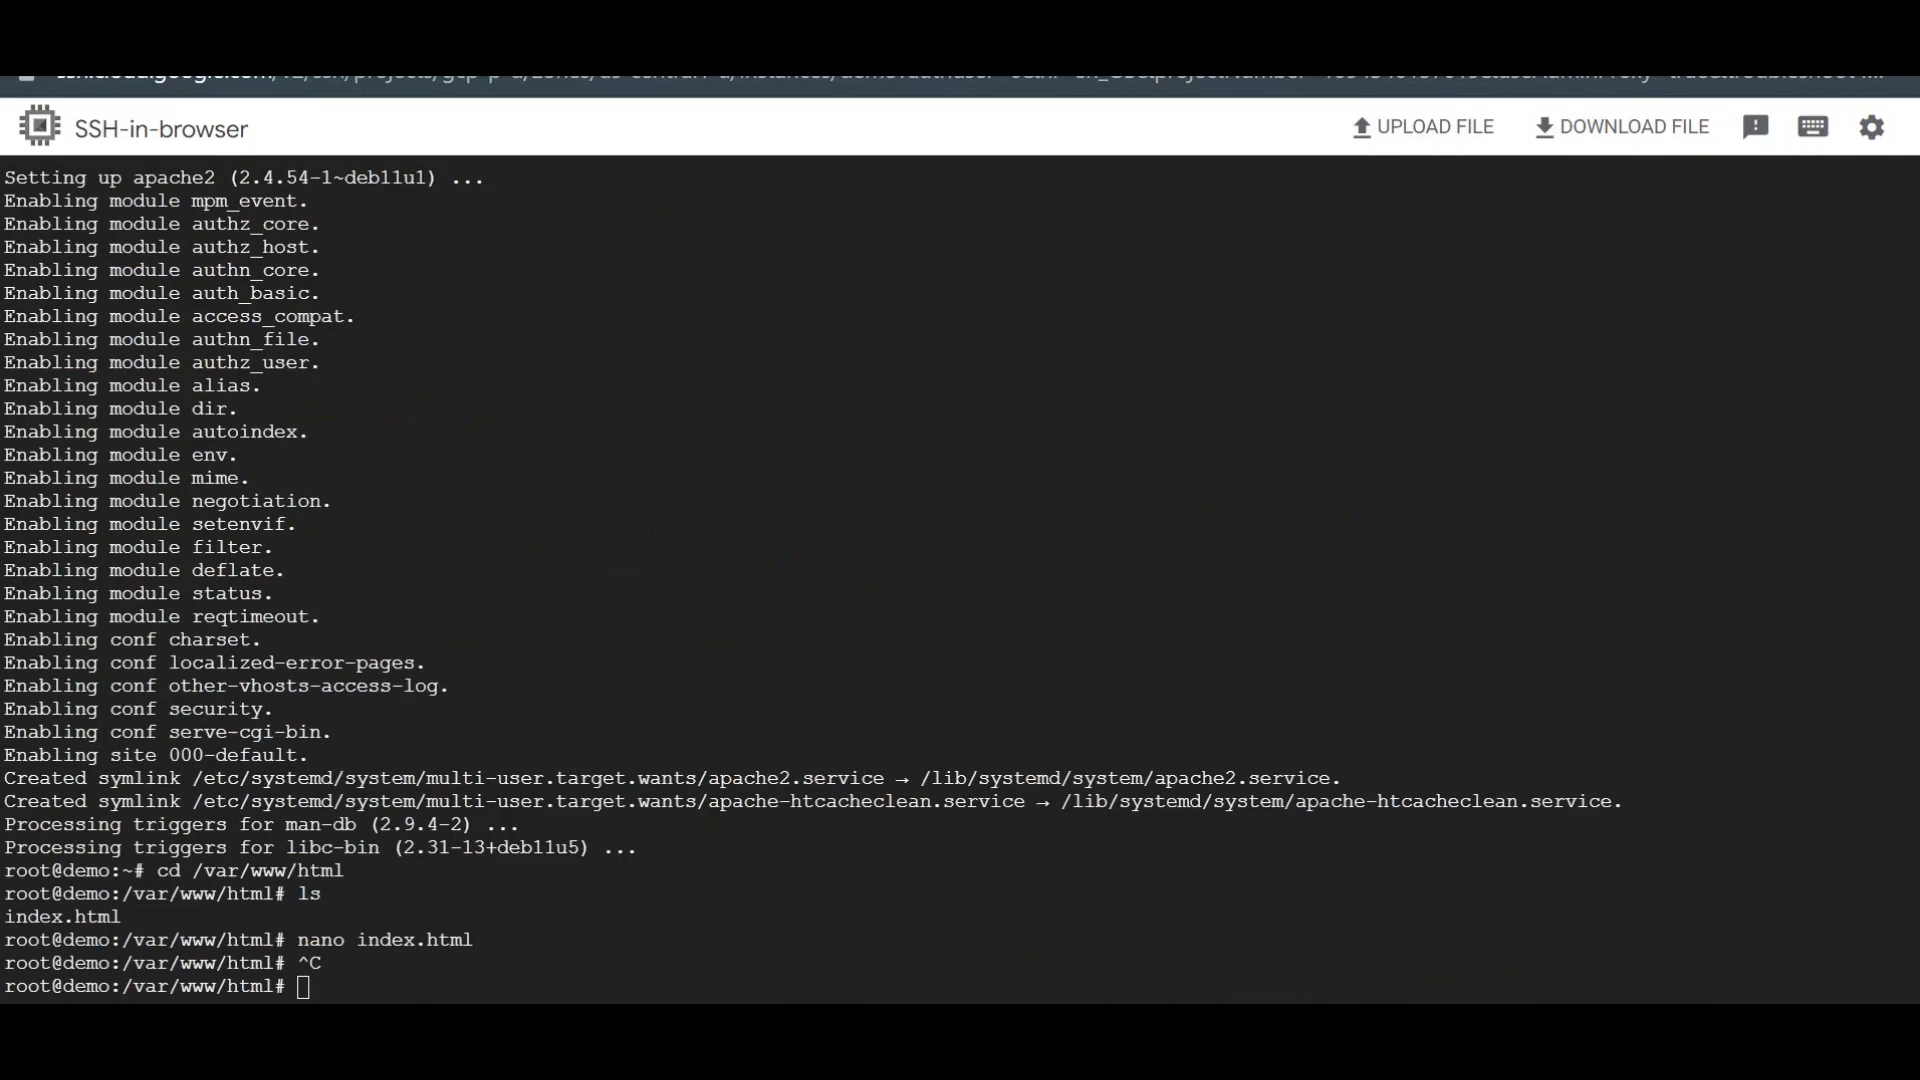 SSH-in-browser
UPLOAD FILE
DOWNLOAD FILE
Setting up apache2 (2.4.54-1~deb11u1) ...
Enabling module mpm_event.
Enabling module authz_core.
Enabling module authz_host.
Enabling module authn_core.
Enabling module auth_basic.
Enabling module access_compat.
Enabling module authn_file.
Enabling module authz_user.
Enabling module alias.
Enabling module dir.
Enabling module autoindex.
Enabling module env.
Enabling module mime.
Enabling module negotiation.
Enabling module setenvif.
Enabling module filter.
Enabling module deflate.
Enabling module status.
Enabling module reqtimeout.
Enabling conf charset.
Enabling conf localized-error-pages.
Enabling conf other-vhosts-access-log.
Enabling conf security.
Enabling conf serve-cgi-bin.
Enabling site 000-default.
Created symlink /etc/systemd/system/multi-user.target.wants/apache2.service → /lib/systemd/system/apache2.service.
Created symlink /etc/systemd/system/multi-user.target.wants/apache-htcacheclean.service → /lib/systemd/system/apache-htcacheclean.service.
Processing triggers for man-db (2.9.4-2) ...
Processing triggers for libc-bin (2.31-13+deb11u5) ...
root@demo:~# cd /var/www/html
root@demo:/var/www/html# ls
index.html
root@demo:/var/www/html# nano index.html
root@demo:/var/www/html# ^C
root@demo:/var/www/html#